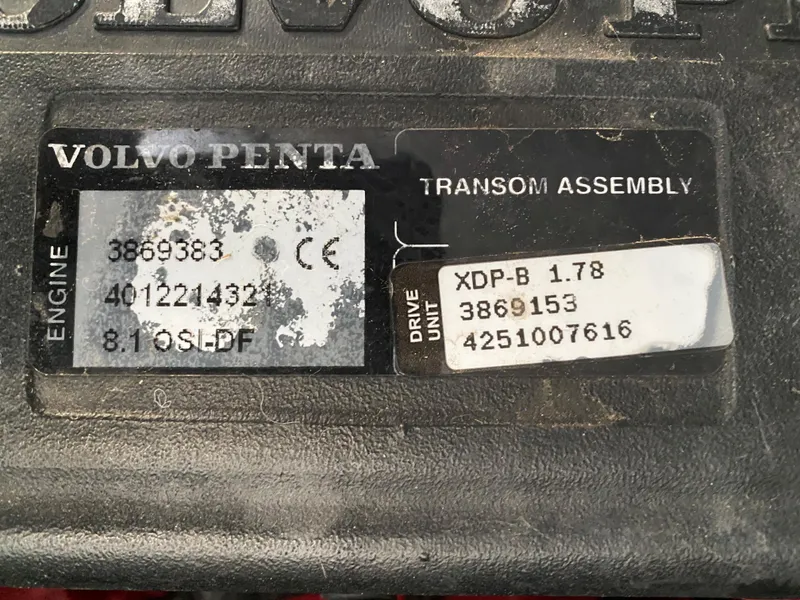 VOLVO PENTA
ENGINE
3869383
CE
4012214321
8.1 OSI-DF
TRANSOM ASSEMBLY
DRIVE
UNIT
XDP-B 1.78
3869153
4251007616